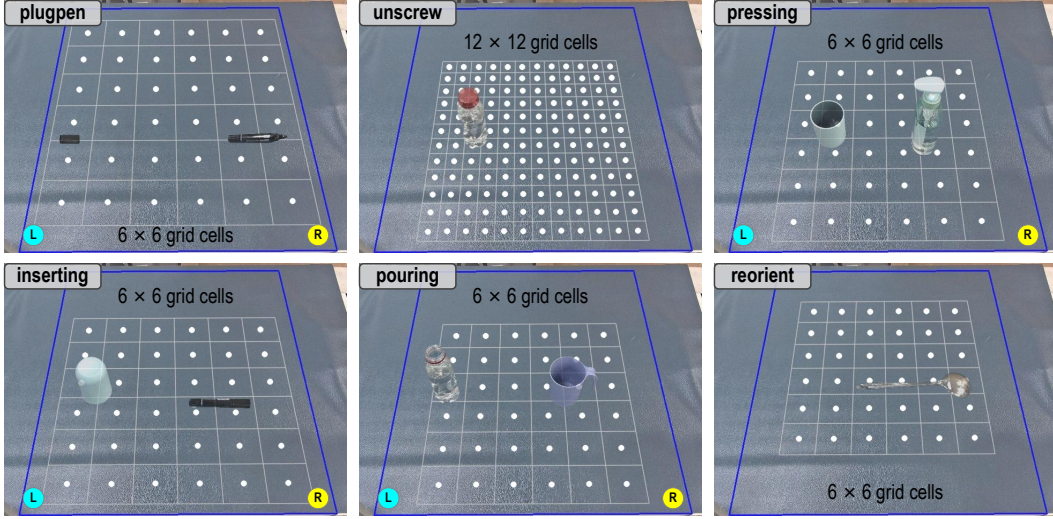 plugpen
6 × 6 grid cells
L
R
unscrew
12 × 12 grid cells
pressing
6 × 6 grid cells
L
R
inserting
6 × 6 grid cells
L
R
pouring
6 × 6 grid cells
L
R
reorient
6 × 6 grid cells